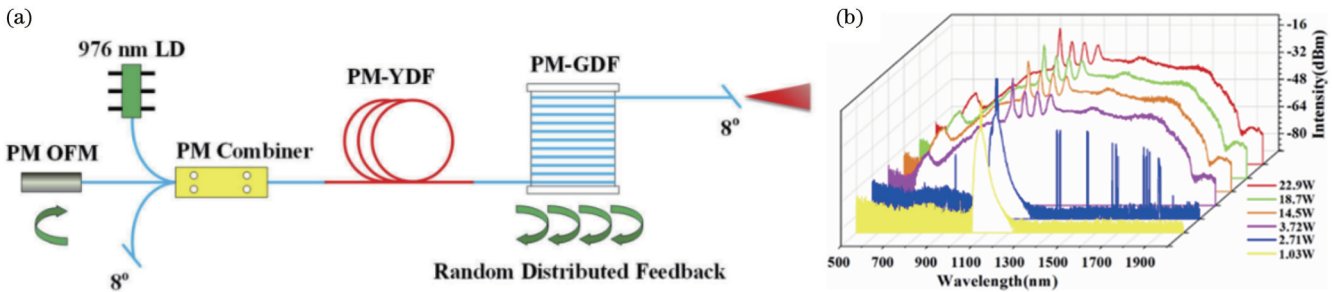 (a)
976 nm LD
PM-YDF
PM-GDF
PM OFM
PM Combiner
8°
8°
Random Distributed Feedback
(b)
-16
-32
-48
-64
-80
Intensity(dBm)
22.9W
18.7W
14.5W
3.72W
2.71W
1.03W
500 700 900 1100 1300 1500 1700 1900
Wavelength(nm)